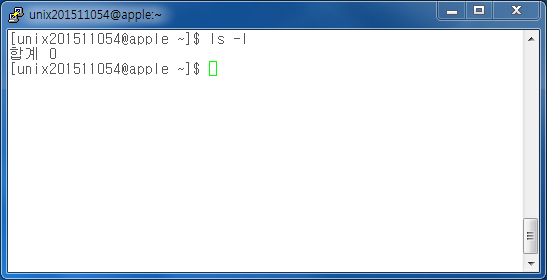 unix201511054@apple:~
[unix201511054@apple ~]$ ls -l
합계 0
[unix201511054@apple ~]$